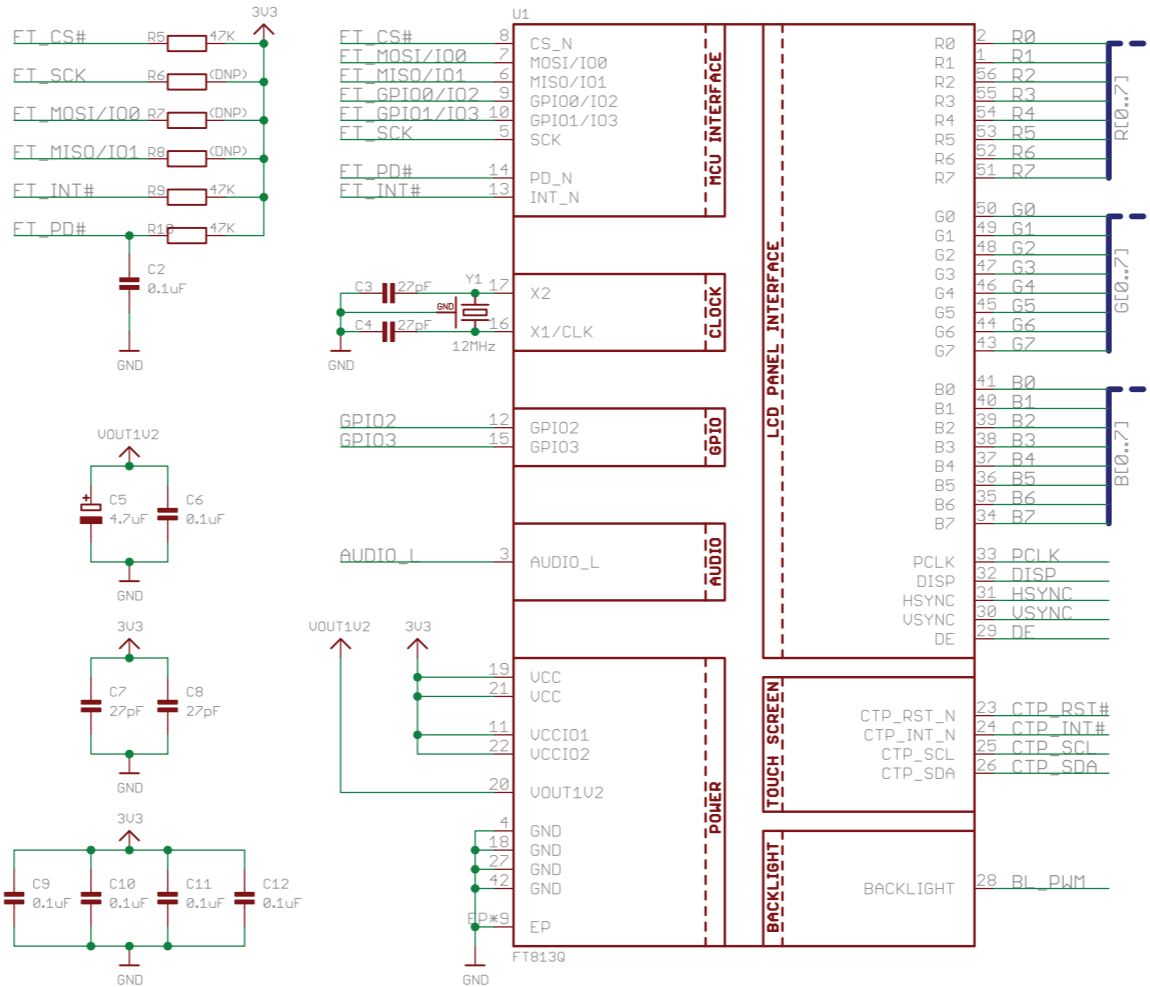 3V3
FT_CS# R5 47K
FT_SCK R6 (DNP)
FT_MOSI/IO0 R7 (DNP)
FT_MISO/IO1 R8 (DNP)
FT_INT# R9 47K
FT_PD# R10 47K
C2
0.1uF
GND
VOUT1V2
C5
4.7uF
C6
0.1uF
GND
3V3
C7
27pF
C8
27pF
GND
3V3
C9
0.1uF
C10
0.1uF
C11
0.1uF
C12
0.1uF
GND
U1
FT_CS# 8 CS_N
FT_MOSI/IO0 7 MOSI/IO0
FT_MISO/IO1 6 MISO/IO1
FT_GPIO0/IO2 9 GPIO0/IO2
FT_GPIO1/IO3 10 GPIO1/IO3
FT_SCK 5 SCK
FT_PD# 14 PD_N
FT_INT# 13 INT_N
MCU INTERFACE
C3 27pF
Y1
17 X2
GND
C4 27pF
16 X1/CLK
12MHz
GND
CLOCK
GPIO2 12 GPIO2
GPIO3 15 GPIO3
GPIO
AUDIO_L 3 AUDIO_L
AUDIO
VOUT1V2
3V3
19 VCC
21 VCC
11 VCCIO1
22 VCCIO2
20 VOUT1V2
4 GND
18 GND
27 GND
42 GND
EP*9 EP
GND
POWER
FT813Q
LCD PANEL INTERFACE
R0 2 R0
R1 1 R1
R2 56 R2
R3 55 R3
R4 54 R4
R5 53 R5
R6 52 R6
R7 51 R7
R[0..7]
G0 50 G0
G1 49 G1
G2 48 G2
G3 47 G3
G4 46 G4
G5 45 G5
G6 44 G6
G7 43 G7
G[0..7]
B0 41 B0
B1 40 B1
B2 39 B2
B3 38 B3
B4 37 B4
B5 36 B5
B6 35 B6
B7 34 B7
B[0..7]
PCLK 33 PCLK
DISP 32 DISP
HSYNC 31 HSYNC
VSYNC 30 VSYNC
DE 29 DE
TOUCH SCREEN
CTP_RST_N 23 CTP_RST#
CTP_INT_N 24 CTP_INT#
CTP_SCL 25 CTP_SCL
CTP_SDA 26 CTP_SDA
BACKLIGHT
BACKLIGHT 28 BL_PWM